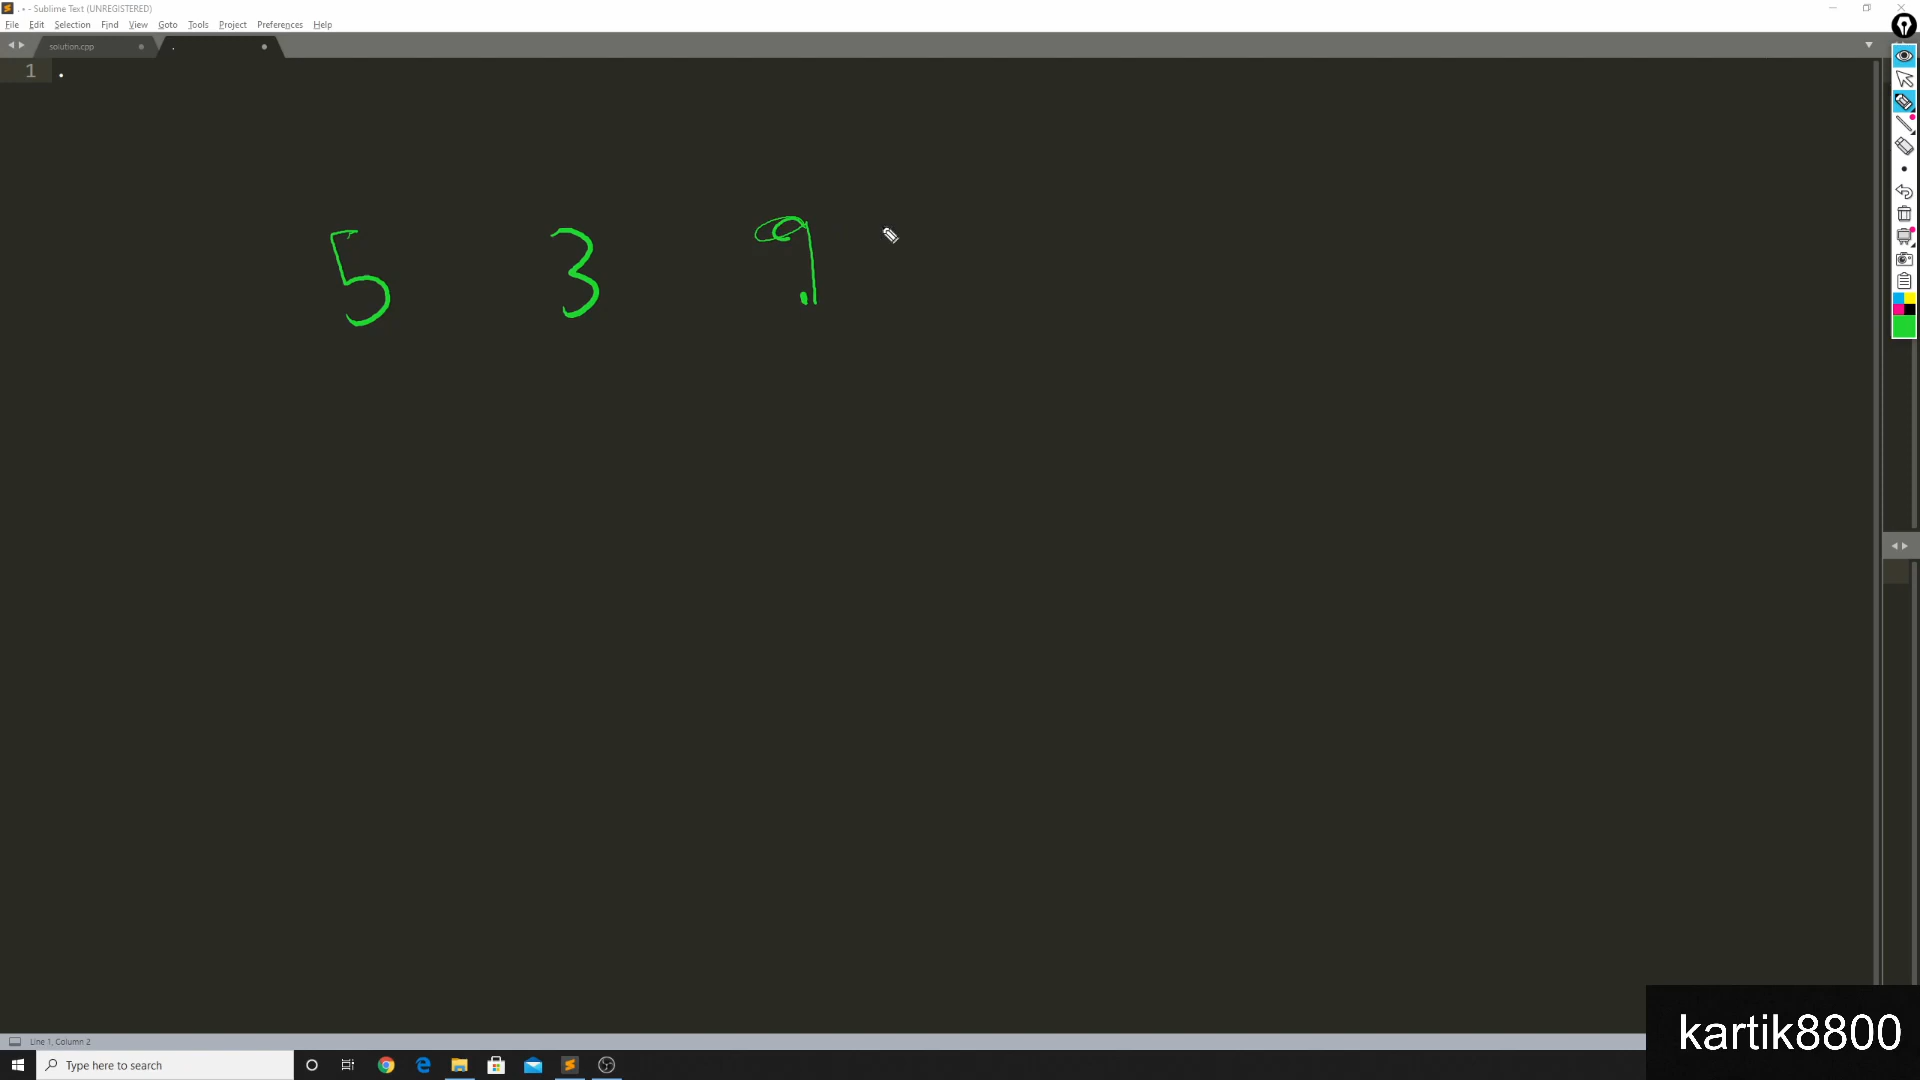 . • - Sublime Text (UNREGISTERED)
File Edit Selection Find View Goto Tools Project Preferences Help
solution.cpp .
1 .
5 3 9
Line 1, Column 2
Type here to search
kartik8800